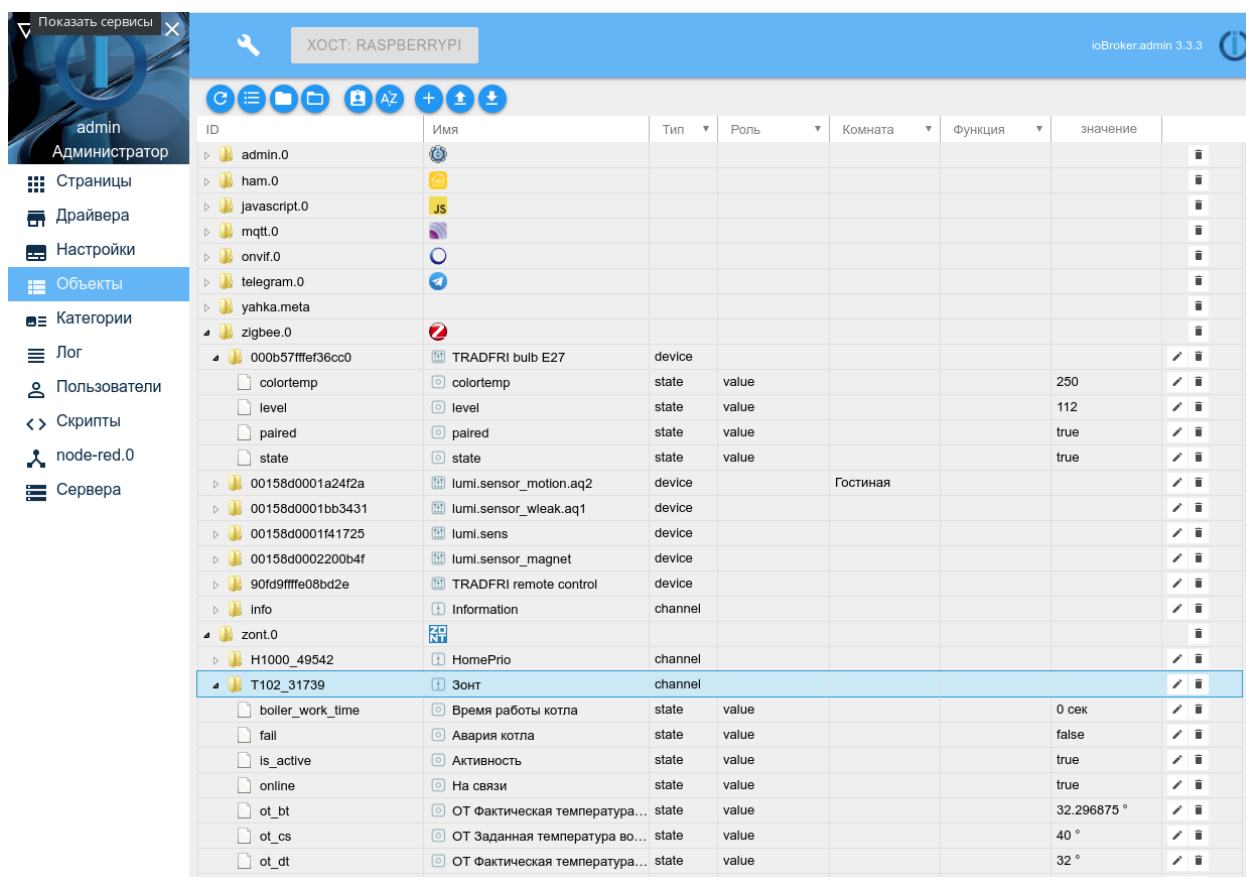 Показать сервисы
ХОСТ: RASPBERRYPI
ioBroker.admin 3.3.3
admin
Администратор
Страницы
Драйвера
Настройки
Объекты
Категории
Лог
Пользователи
Скрипты
node-red.0
Сервера
ID Имя Тип Роль Комната Функция значение
admin.0
ham.0
javascript.0 JS
mqtt.0
onvif.0
telegram.0
yahka.meta
zigbee.0
000b57fffef36cc0 TRADFRI bulb E27 device
colortemp colortemp state value 250
level level state value 112
paired paired state value true
state state state value true
00158d0001a24f2a lumi.sensor_motion.aq2 device Гостиная
00158d0001bb3431 lumi.sensor_wleak.aq1 device
00158d0001f41725 lumi.sens device
00158d0002200b4f lumi.sensor_magnet device
90fd9ffffe08bd2e TRADFRI remote control device
info Information channel
zont.0 ZONT
H1000_49542 HomePrio channel
T102_31739 Зонт channel
boiler_work_time Время работы котла state value 0 сек
fail Авария котла state value false
is_active Активность state value true
online На связи state value true
ot_bt ОТ Фактическая температура... state value 32.296875 °
ot_cs ОТ Заданная температура во... state value 40 °
ot_dt ОТ Фактическая температура... state value 32 °